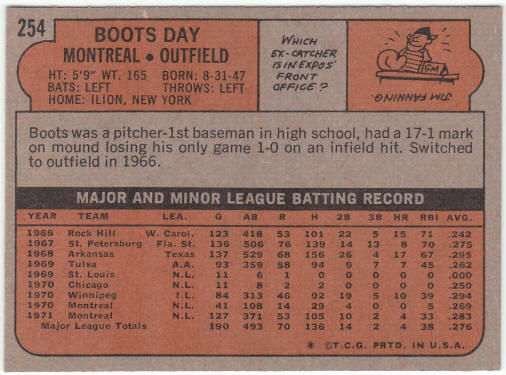 254
BOOTS DAY
MONTREAL • OUTFIELD
HT: 5'9" WT. 165 BORN: 8-31-47
BATS: LEFT THROWS: LEFT
HOME: ILION, NEW YORK
WHICH
EX-CATCHER
IS IN EXPOS'
FRONT
OFFICE?
GM
JIM FANNING
Boots was a pitcher-1st baseman in high school, had a 17-1 mark
on mound losing his only game 1-0 on an infield hit. Switched
to outfield in 1966.
MAJOR AND MINOR LEAGUE BATTING RECORD
YEAR TEAM LEA. G AB R H 2B 3B HR RBI AVG.
1966 Rock Hill W. Carol. 123 418 53 101 22 5 15 71 .242
1967 St. Petersburg Fla. St. 136 506 76 139 14 13 8 70 .275
1968 Arkansas Texas 137 529 68 156 26 4 17 67 .295
1969 Tulsa A.A. 93 359 58 94 9 7 7 45 .262
1969 St. Louis N.L. 11 6 1 0 0 0 0 0 .000
1970 Chicago N.L. 11 8 2 2 0 0 0 0 .250
1970 Winnipeg I.L. 84 313 46 92 19 5 10 39 .294
1970 Montreal N.L. 41 108 14 29 4 0 0 5 .269
1971 Montreal N.L. 127 371 53 105 10 2 4 33 .283
Major League Totals 190 493 70 136 14 2 4 38 .276
* ©T.C.G. PRTD. IN U.S.A.